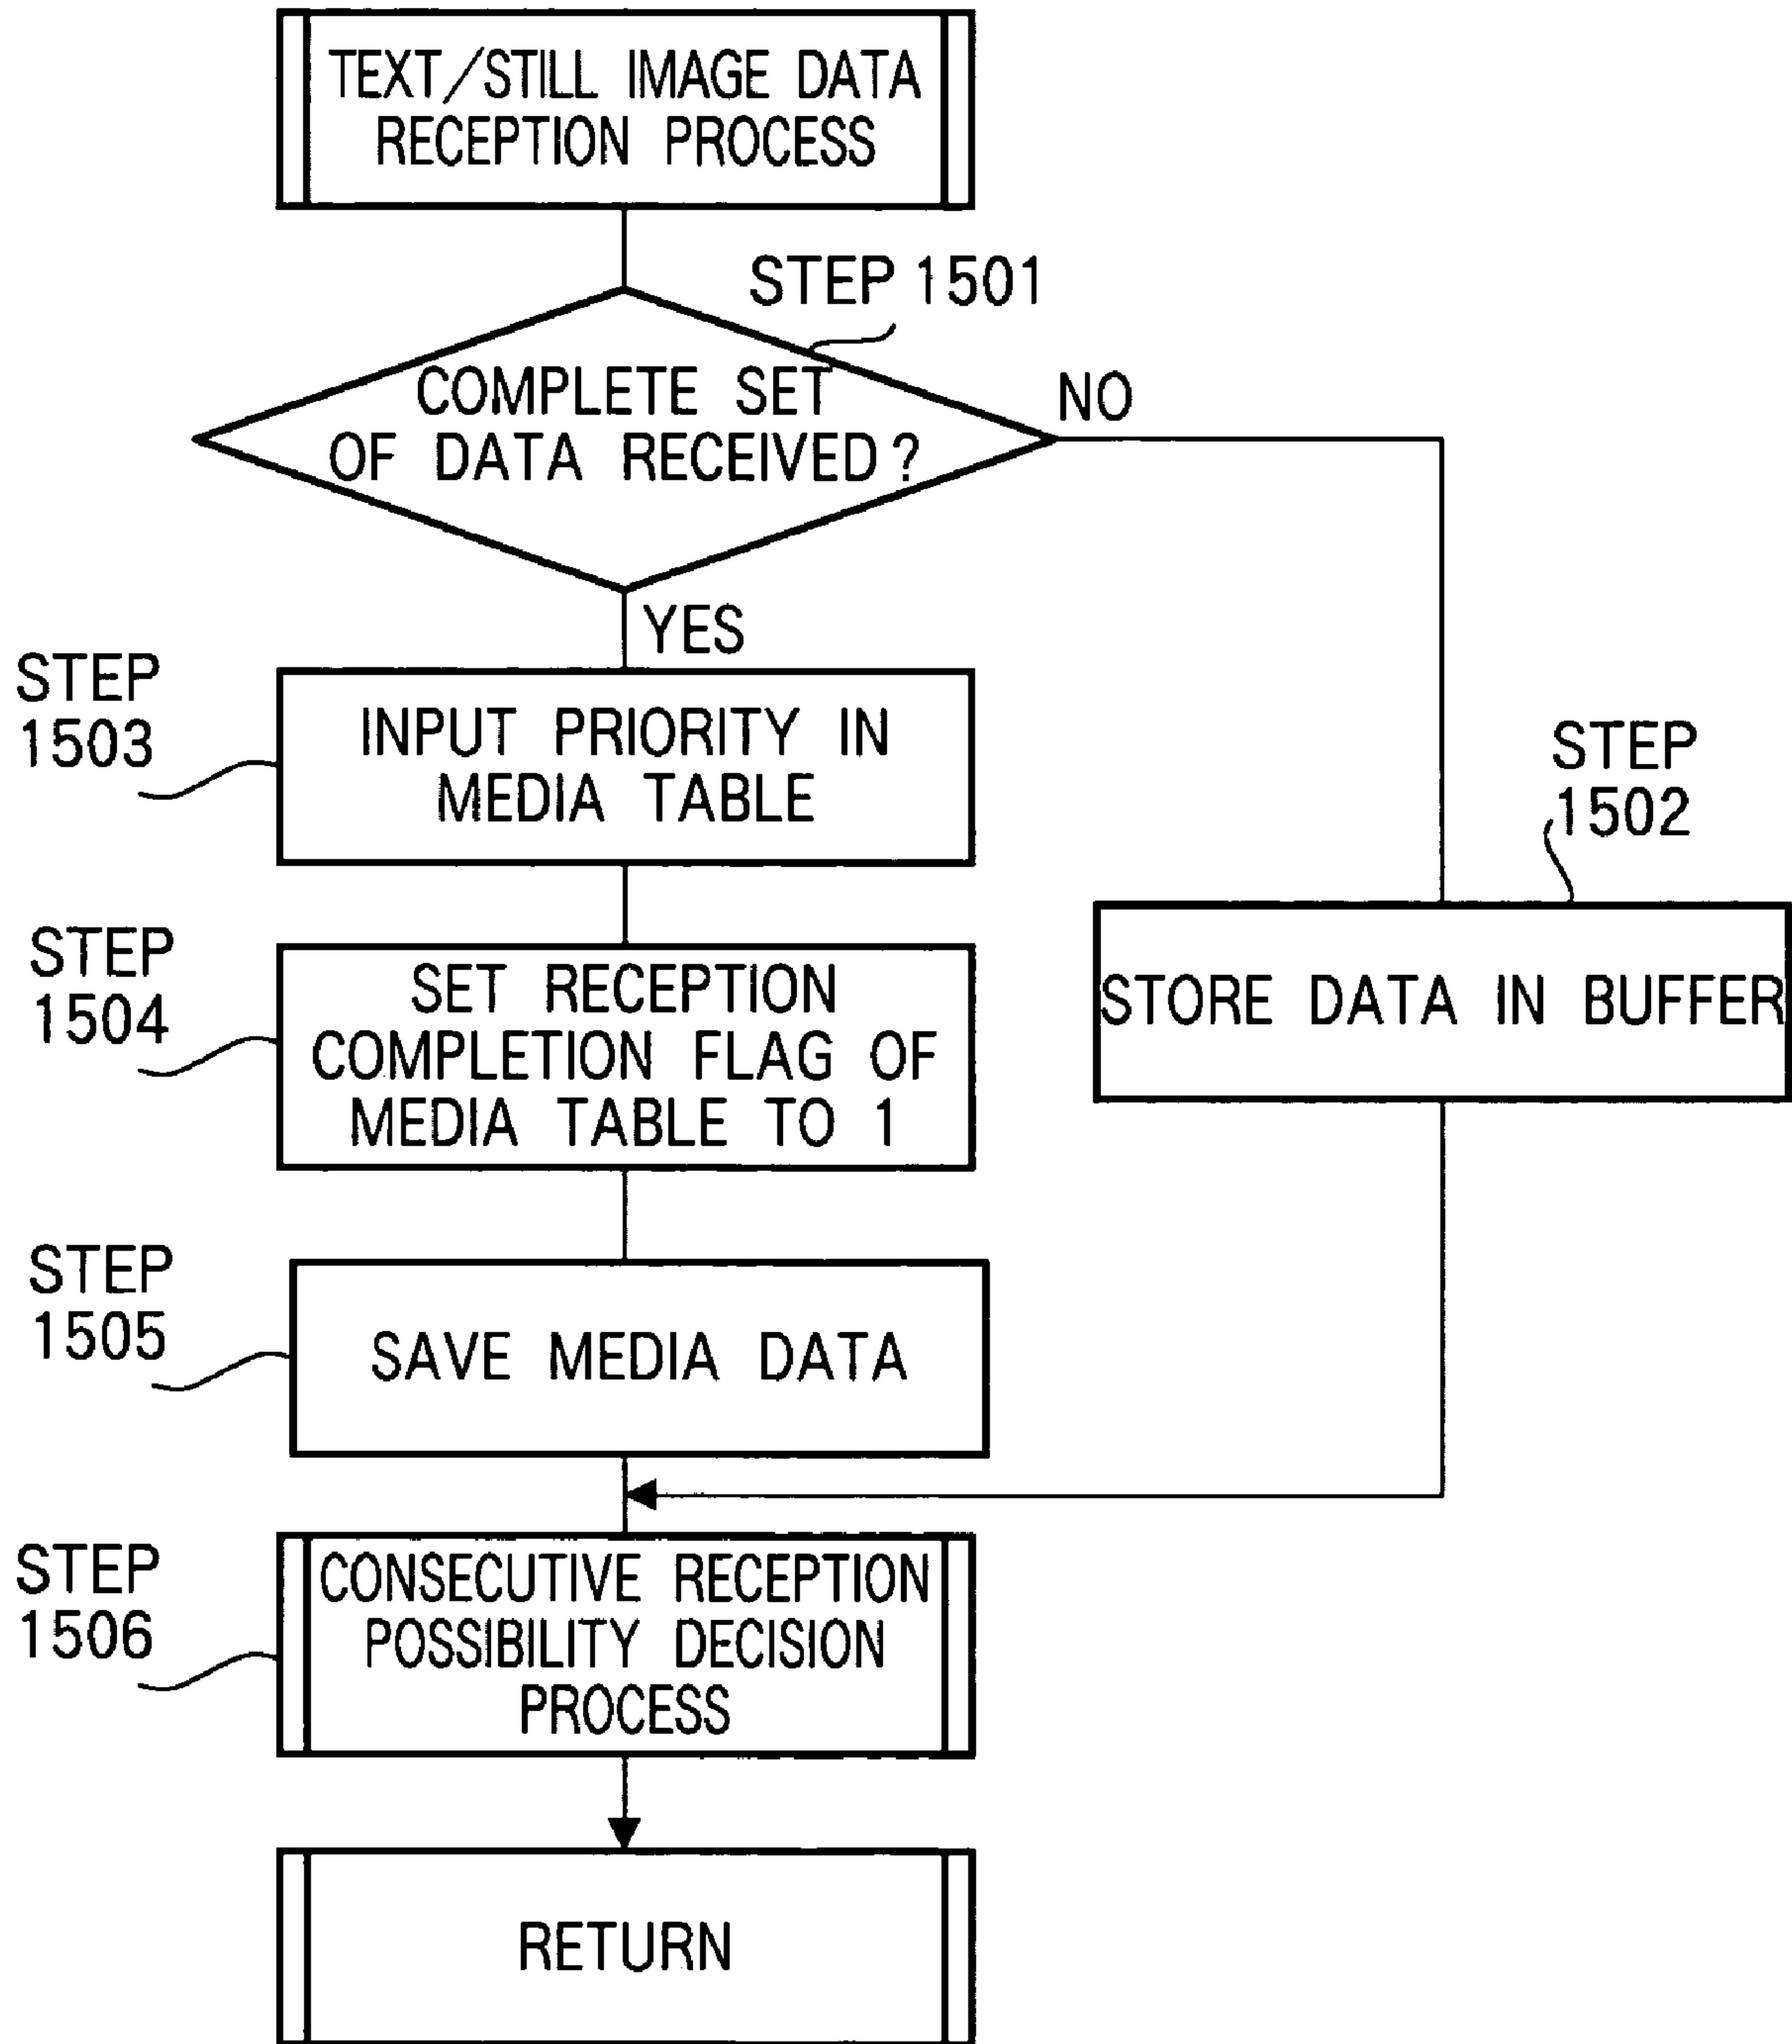 TEXT/STILL IMAGE DATA
RECEPTION PROCESS
STEP 1501
COMPLETE SET
OF DATA RECEIVED?
NO
YES
STEP
1503
INPUT PRIORITY IN
MEDIA TABLE
STEP
1502
STORE DATA IN BUFFER
STEP
1504
SET RECEPTION
COMPLETION FLAG OF
MEDIA TABLE TO 1
STEP
1505
SAVE MEDIA DATA
STEP
1506
CONSECUTIVE RECEPTION
POSSIBILITY DECISION
PROCESS
RETURN